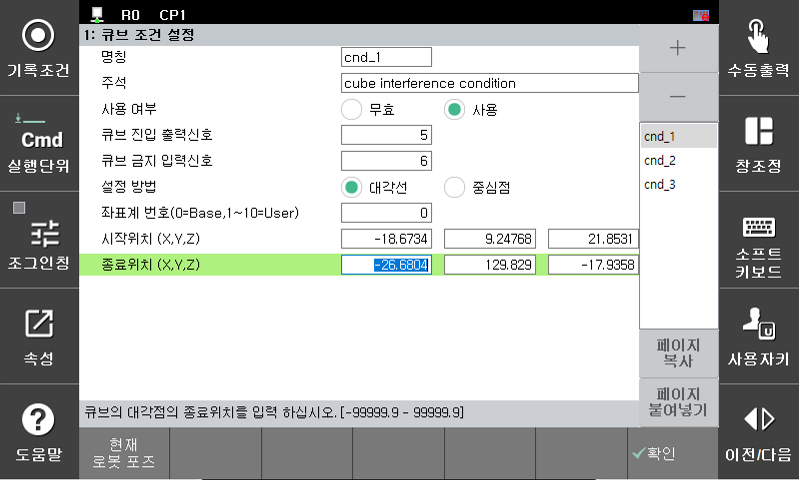 R0 CP1
1: 큐브 조건 설정
명칭 cnd_1
주석 cube interference condition
사용 여부 무효 사용
큐브 진입 출력신호 5
큐브 금지 입력신호 6
설정 방법 대각선 중심점
좌표계 번호(0=Base,1~10=User) 0
시작위치 (X,Y,Z) -18.6734 9.24768 21.8531
종료위치 (X,Y,Z) -26.6804 129.829 -17.9358
큐브의 대각점의 종료위치를 입력 하십시오. [-99999.9 - 99999.9]
기록조건
Cmd
실행단위
조그인칭
속성
?
도움말
+
-
cnd_1
cnd_2
cnd_3
페이지
복사
페이지
붙여넣기
수동출력
창조정
소프트
키보드
u
사용자키
이전/다음
현재
로봇 포즈
확인